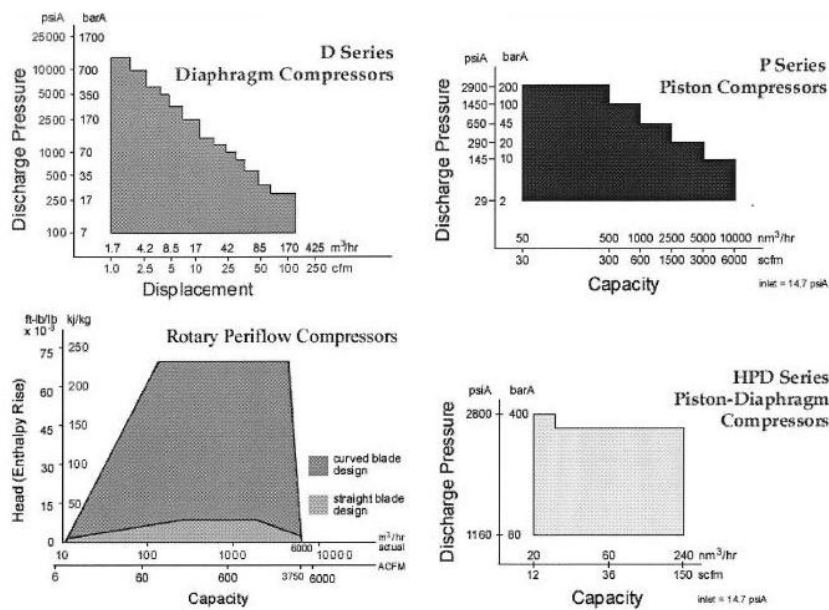 psiA barA
25000 1700
10000 700
5000 350
2500 170
1000 70
500 35
250 17
100 7
Discharge Pressure
D Series
Diaphragm Compressors
1.7 4.2 8.5 17 42 85 170 425 m³/hr
1.0 2.5 5 10 25 50 100 250 cfm
Displacement
psiA barA
2900 200
1450 100
650 45
290 20
145 10
29 2
Discharge Pressure
P Series
Piston Compressors
50 500 1000 2500 5000 10000 nm³/hr
30 300 600 1500 3000 6000 scfm
Capacity
inlet = 14.7 psiA
ft-lb/lb kj/kg
x 10⁻³
75 250
60 200
45 150
30 100
15 50
0
Head (Enthalpy Rise)
Rotary Periflow Compressors
curved blade
design
straight blade
design
10 100 1000 6000 10000 m³/hr
actual
ACFM
6 60 600 3750 6000
Capacity
psiA barA
2800 400
1160 80
Discharge Pressure
HPD Series
Piston-Diaphragm
Compressors
20 60 240 nm³/hr
12 36 150 scfm
Capacity
inlet = 14.7 psiA